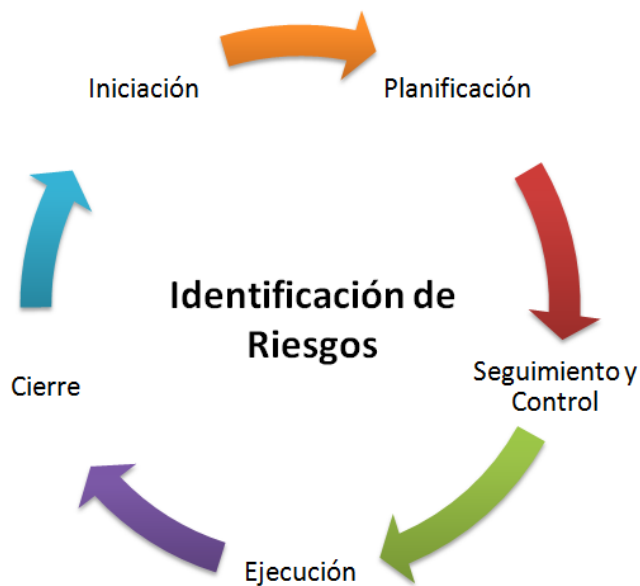 Iniciación
Planificación
Identificación de
Riesgos
Seguimiento y
Control
Cierre
Ejecución